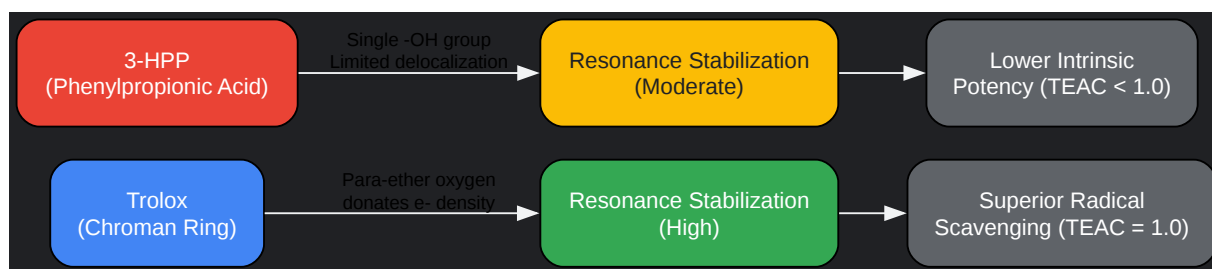 3-HPP
(Phenylpropionic Acid)
Single -OH group
Limited delocalization
Resonance Stabilization
(Moderate)
Lower Intrinsic
Potency (TEAC < 1.0)
Trolox
(Chroman Ring)
Para-ether oxygen
donates e- density
Resonance Stabilization
(High)
Superior Radical
Scavenging (TEAC = 1.0)